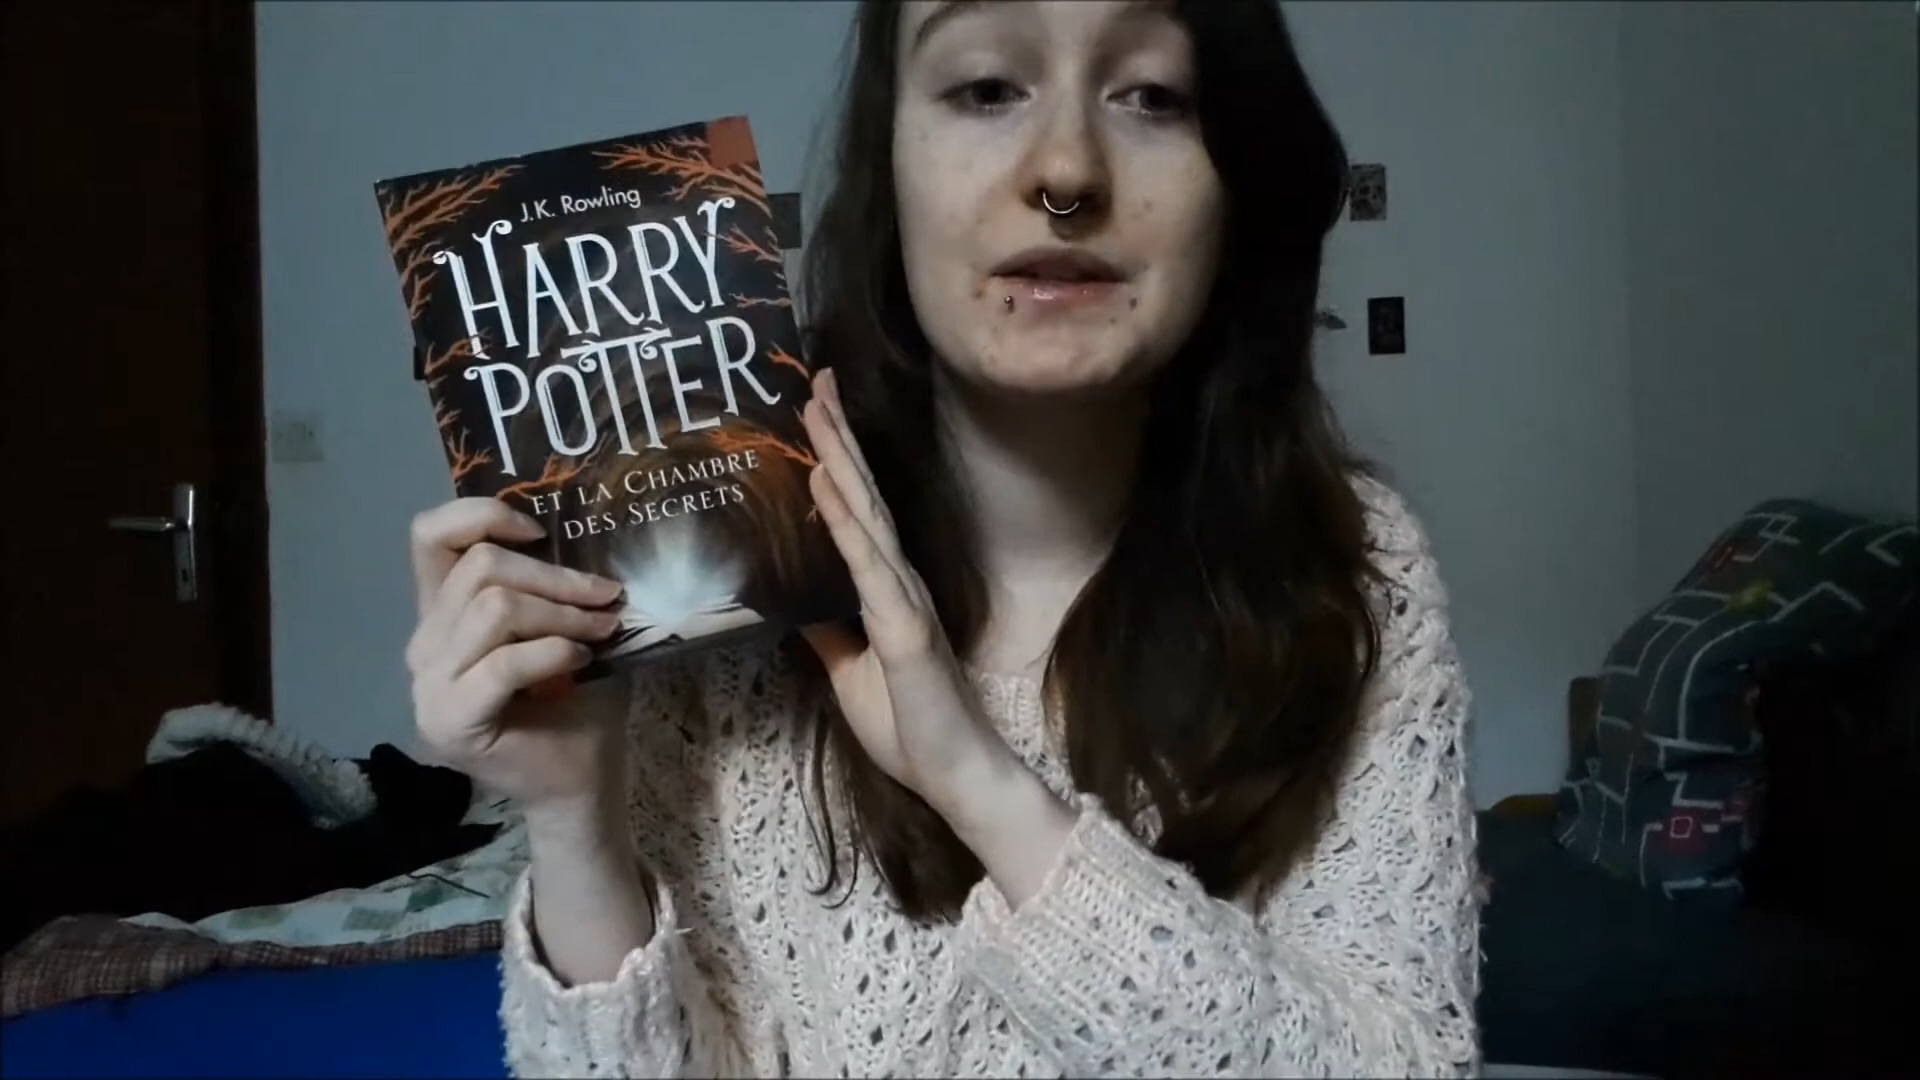 J.K. Rowling
HARRY
POTTER
ET LA CHAMBRE
DES SECRETS